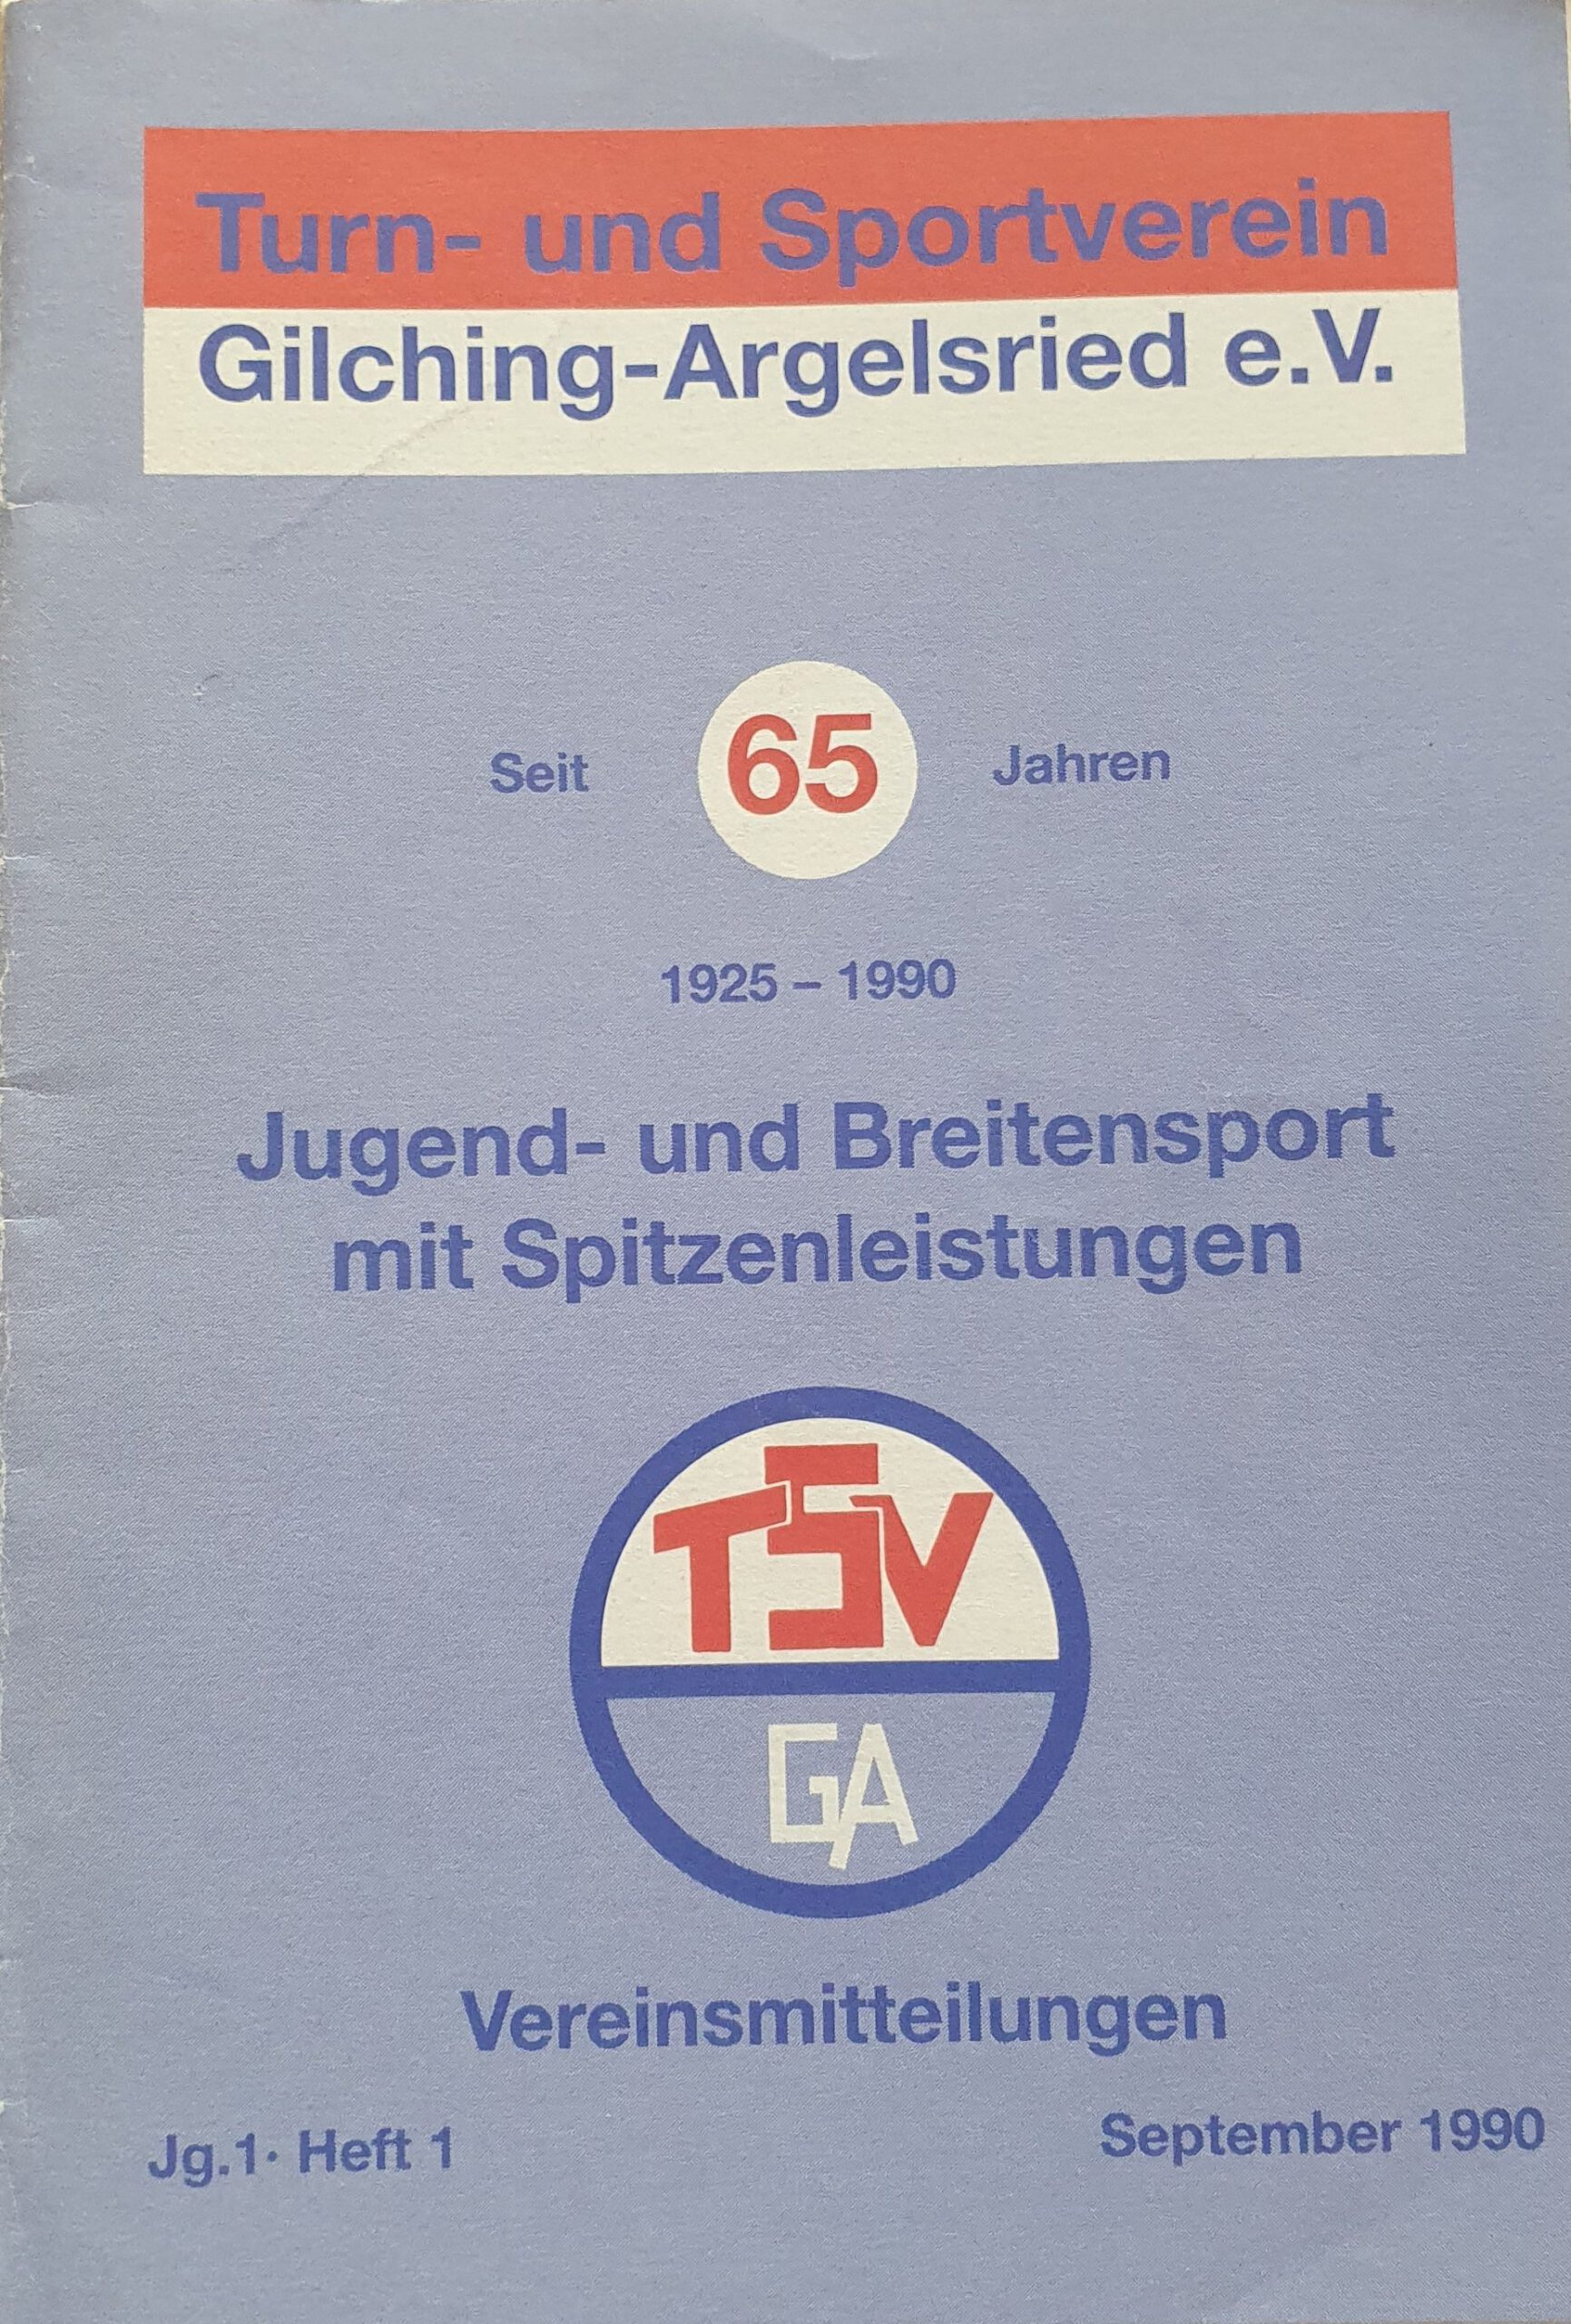 Turn- und Sportverein
Gilching-Argelsried e.V.
Seit 65 Jahren
1925 – 1990
Jugend- und Breitensport
mit Spitzenleistungen
TSV
GA
Vereinsmitteilungen
Jg.1· Heft 1 September 1990